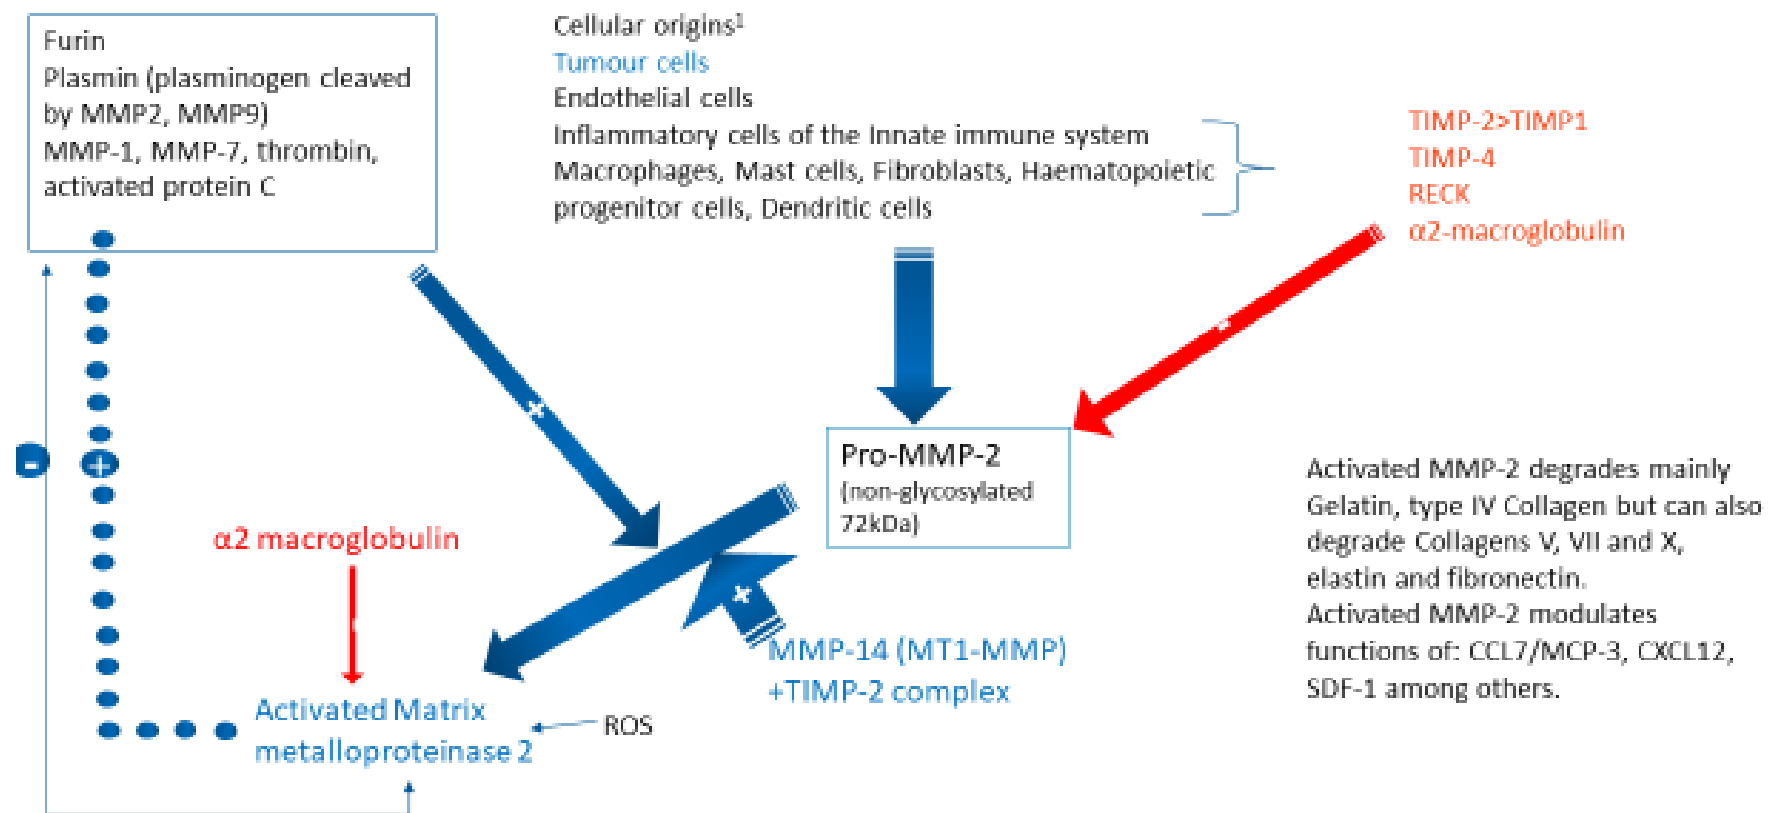 Furin
Plasmin (plasminogen cleaved
by MMP2, MMP9)
MMP-1, MMP-7, thrombin,
activated protein C
Cellular origins¹
Tumour cells
Endothelial cells
Inflammatory cells of the Innate immune system
Macrophages, Mast cells, Fibroblasts, Haematopoietic
progenitor cells, Dendritic cells
TIMP-2>TIMP1
TIMP-4
RECK
α2-macroglobulin
+
-
-
+
Pro-MMP-2
(non-glycosylated
72kDa)
Activated MMP-2 degrades mainly
Gelatin, type IV Collagen but can also
degrade Collagens V, VII and X,
elastin and fibronectin.
Activated MMP-2 modulates
functions of: CCL7/MCP-3, CXCL12,
SDF-1 among others.
α2 macroglobulin
+
MMP-14 (MT1-MMP)
+TIMP-2 complex
Activated Matrix
metalloproteinase 2
ROS